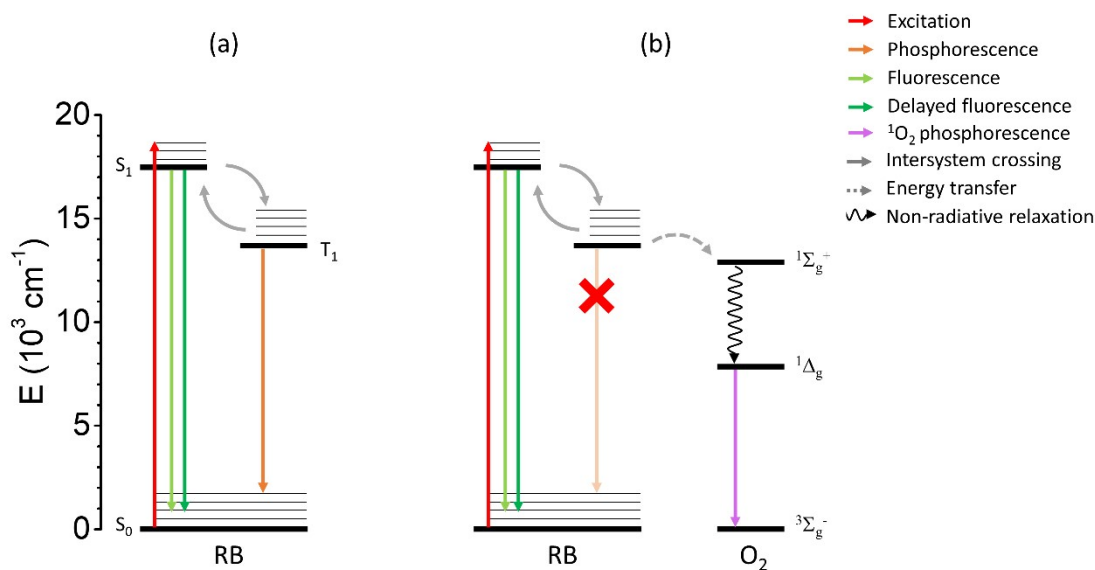 (a)
(b)
Excitation
Phosphorescence
Fluorescence
Delayed fluorescence
¹O₂ phosphorescence
Intersystem crossing
Energy transfer
Non-radiative relaxation
E (10³ cm⁻¹)
20
15
10
5
0
S₁
T₁
S₀
RB
RB
¹Σg⁺
¹Δg
³Σg⁻
O₂